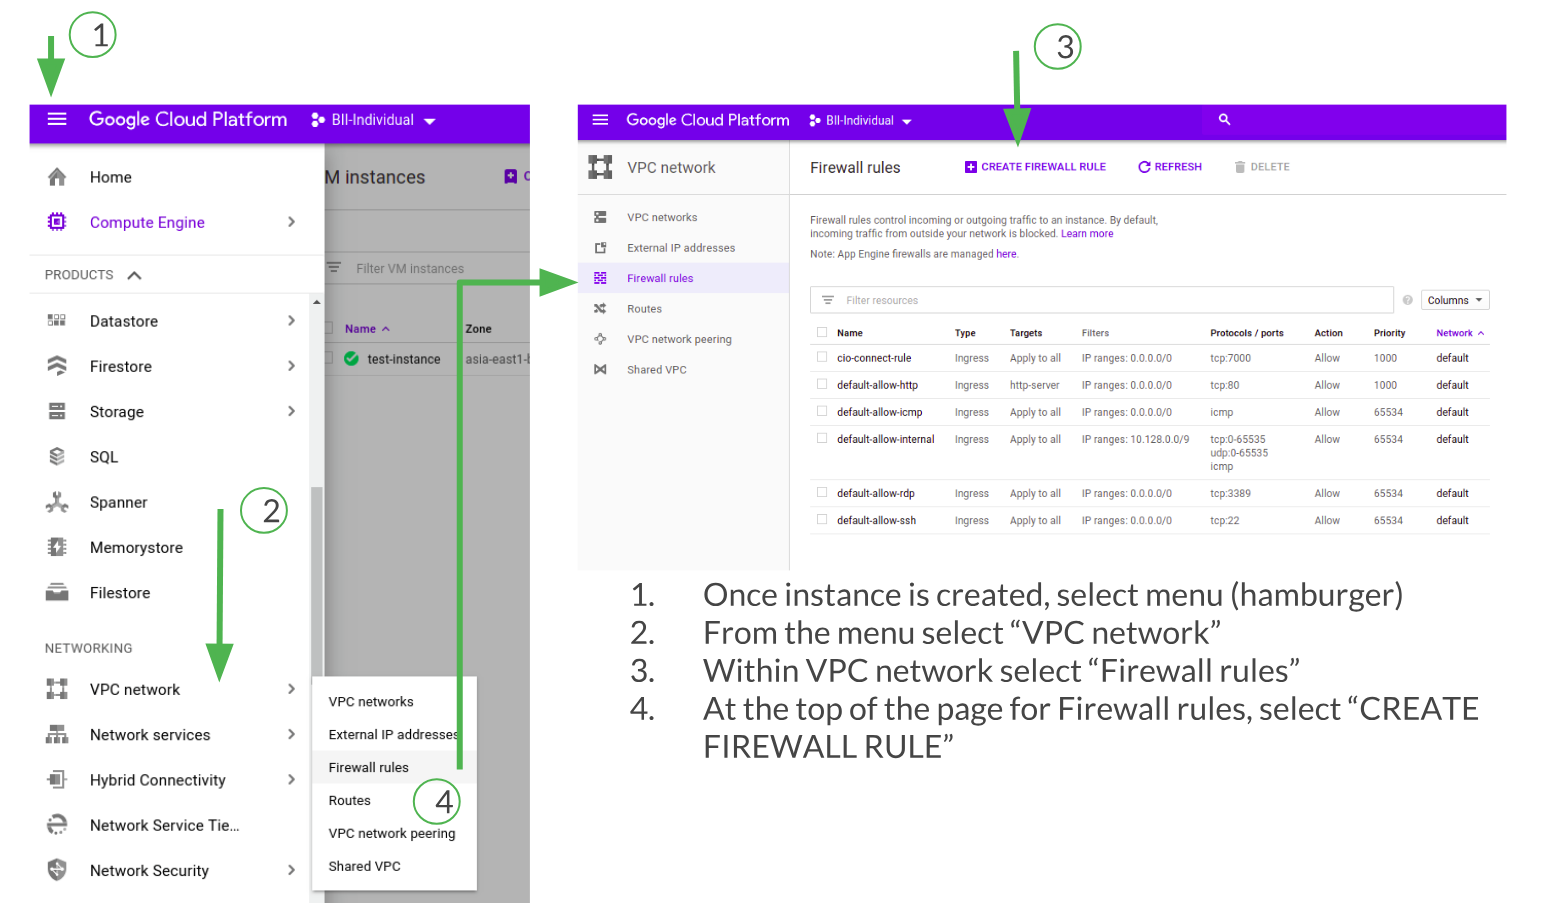 1
Google Cloud Platform
BII-Individual
Home
Compute Engine
PRODUCTS
Datastore
Firestore
Storage
SQL
Spanner
2
Memorystore
Filestore
NETWORKING
VPC network
Network services
Hybrid Connectivity
Network Service Tie...
Network Security
M instances
C
Filter VM instances
Name
Zone
test-instance
asia-east1-b
VPC networks
External IP addresses
Firewall rules
Routes
4
VPC network peering
Shared VPC
3
Google Cloud Platform
BII-Individual
VPC network
VPC networks
External IP addresses
Firewall rules
Routes
VPC network peering
Shared VPC
Firewall rules
CREATE FIREWALL RULE
REFRESH
DELETE
Firewall rules control incoming or outgoing traffic to an instance. By default,
incoming traffic from outside your network is blocked. Learn more
Note: App Engine firewalls are managed here.
Filter resources
Columns
Name Type Targets Filters Protocols / ports Action Priority Network
cio-connect-rule Ingress Apply to all IP ranges: 0.0.0.0/0 tcp:7000 Allow 1000 default
default-allow-http Ingress http-server IP ranges: 0.0.0.0/0 tcp:80 Allow 1000 default
default-allow-icmp Ingress Apply to all IP ranges: 0.0.0.0/0 icmp Allow 65534 default
default-allow-internal Ingress Apply to all IP ranges: 10.128.0.0/9 tcp:0-65535 Allow 65534 default
udp:0-65535
icmp
default-allow-rdp Ingress Apply to all IP ranges: 0.0.0.0/0 tcp:3389 Allow 65534 default
default-allow-ssh Ingress Apply to all IP ranges: 0.0.0.0/0 tcp:22 Allow 65534 default
1. Once instance is created, select menu (hamburger)
2. From the menu select “VPC network”
3. Within VPC network select “Firewall rules”
4. At the top of the page for Firewall rules, select “CREATE
FIREWALL RULE”